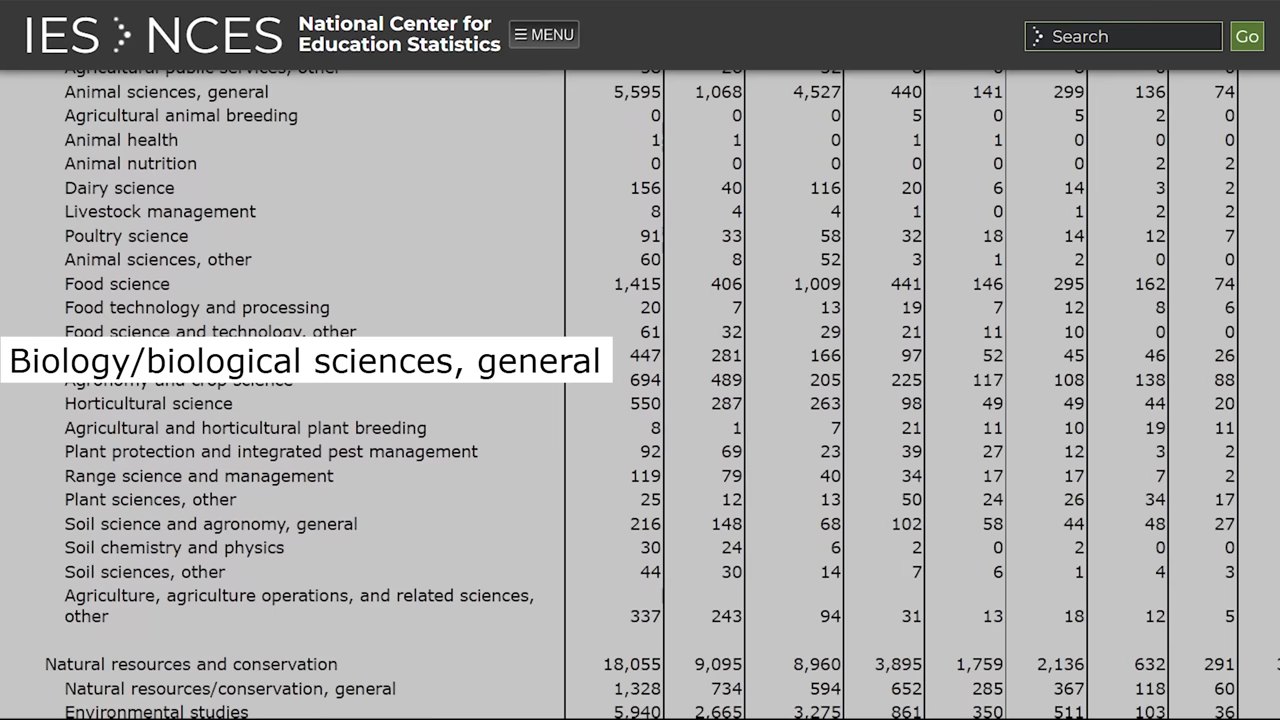 IES NCES National Center for Education Statistics ☰ MENU Search Go
Agricultural public services, other
Animal sciences, general 5,595 1,068 4,527 440 141 299 136 74
Agricultural animal breeding 0 0 0 5 0 5 2 0
Animal health 1 1 0 1 1 0 0 0
Animal nutrition 0 0 0 0 0 0 2 2
Dairy science 156 40 116 20 6 14 3 2
Livestock management 8 4 4 1 0 1 2 2
Poultry science 91 33 58 32 18 14 12 7
Animal sciences, other 60 8 52 3 1 2 0 0
Food science 1,415 406 1,009 441 146 295 162 74
Food technology and processing 20 7 13 19 7 12 8 6
Food science and technology, other 61 32 29 21 11 10 0 0
Biology/biological sciences, general 447 281 166 97 52 45 46 26
Agronomy and crop science 694 489 205 225 117 108 138 88
Horticultural science 550 287 263 98 49 49 44 20
Agricultural and horticultural plant breeding 8 1 7 21 11 10 19 11
Plant protection and integrated pest management 92 69 23 39 27 12 3 2
Range science and management 119 79 40 34 17 17 7 2
Plant sciences, other 25 12 13 50 24 26 34 17
Soil science and agronomy, general 216 148 68 102 58 44 48 27
Soil chemistry and physics 30 24 6 2 0 2 0 0
Soil sciences, other 44 30 14 7 6 1 4 3
Agriculture, agriculture operations, and related sciences,
other 337 243 94 31 13 18 12 5
Natural resources and conservation 18,055 9,095 8,960 3,895 1,759 2,136 632 291
Natural resources/conservation, general 1,328 734 594 652 285 367 118 60
Environmental studies 5,940 2,665 3,275 861 350 511 103 36